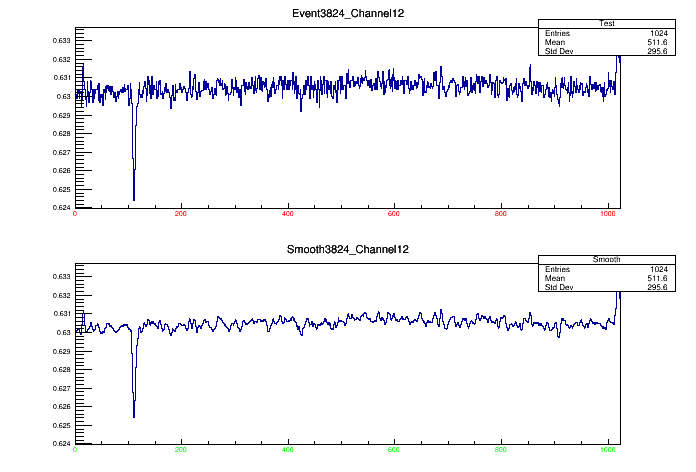 Event3824_Channel12
Test
Entries 1024
Mean 511.6
Std Dev 295.6
0.633
0.632
0.631
0.63
0.629
0.628
0.627
0.626
0.625
0.624
0 200 400 600 800 1000
Smooth3824_Channel12
Smooth
Entries 1024
Mean 511.6
Std Dev 295.6
0.633
0.632
0.631
0.63
0.629
0.628
0.627
0.626
0.625
0.624
0 200 400 600 800 1000